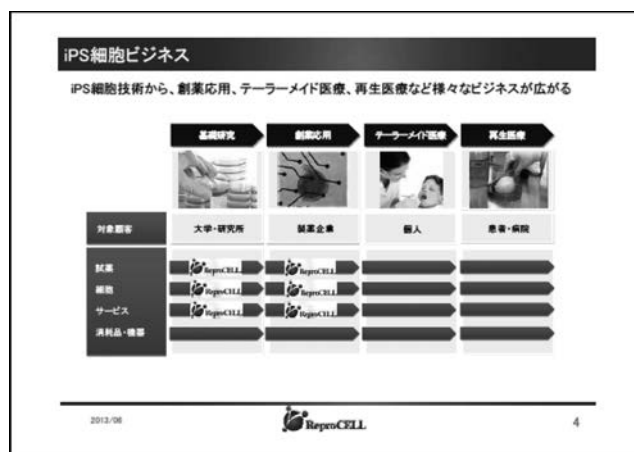 iPS細胞ビジネス
iPS細胞技術から、創薬応用、テーラーメイド医療、再生医療など様々なビジネスが広がる
基礎研究 創薬応用 テーラーメイド医療 再生医療
対象顧客 大学・研究所 製薬企業 個人 患者・病院
試薬 ReproCELL ReproCELL
細胞 ReproCELL ReproCELL
サービス ReproCELL ReproCELL
消耗品・機器
2013/06 ReproCELL 4